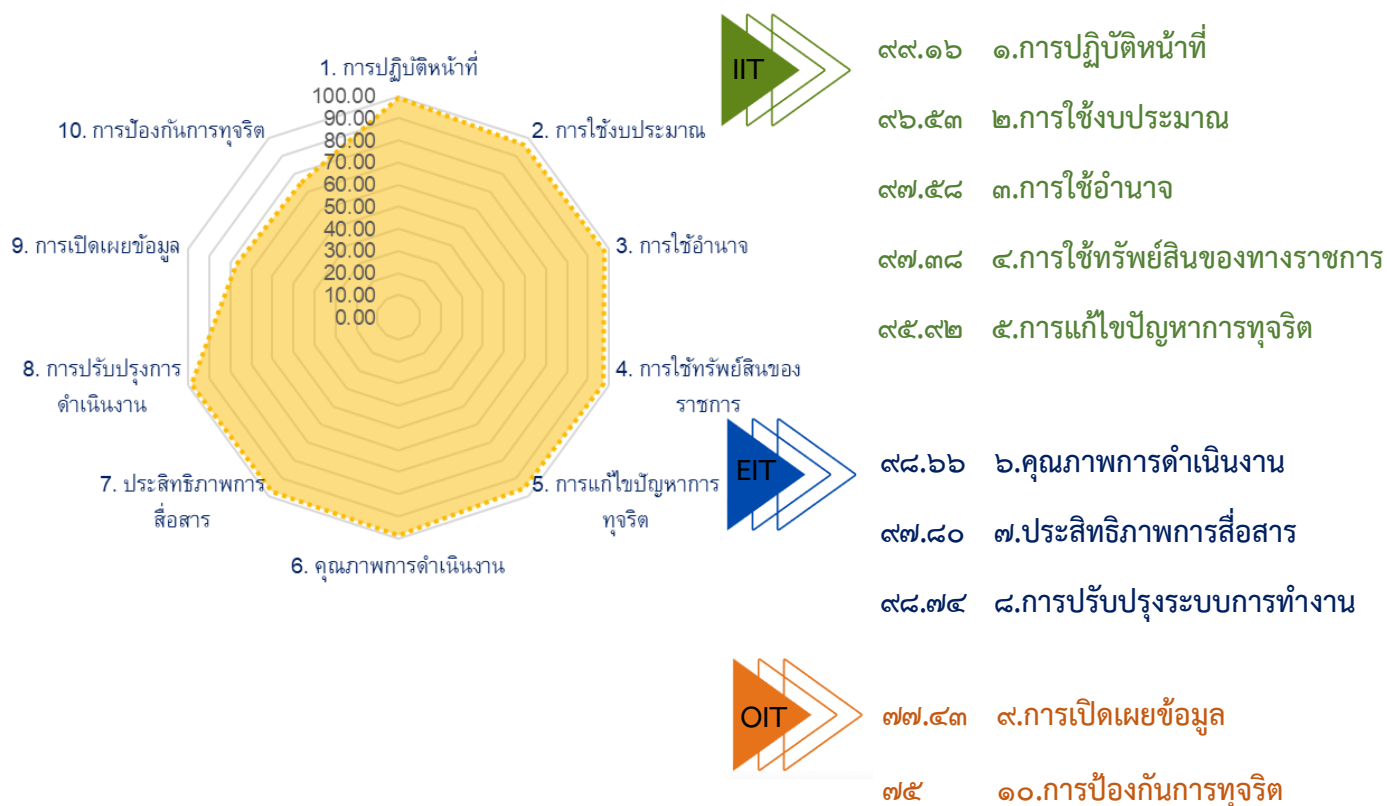 1. การปฏิบัติหน้าที่
100.00
90.00
80.00
70.00
60.00
50.00
40.00
30.00
20.00
10.00
0.00
2. การใช้งบประมาณ
3. การใช้อำนาจ
4. การใช้ทรัพย์สินของ
ราชการ
5. การแก้ไขปัญหาการ
ทุจริต
6. คุณภาพการดำเนินงาน
7. ประสิทธิภาพการ
สื่อสาร
8. การปรับปรุงการ
ดำเนินงาน
9. การเปิดเผยข้อมูล
10. การป้องกันการทุจริต
IIT
๙๙.๑๖ ๑.การปฏิบัติหน้าที่
๙๖.๕๓ ๒.การใช้งบประมาณ
๙๗.๕๘ ๓.การใช้อำนาจ
๙๗.๓๘ ๔.การใช้ทรัพย์สินของทางราชการ
๙๕.๙๒ ๕.การแก้ไขปัญหาการทุจริต
EIT
๙๘.๖๖ ๖.คุณภาพการดำเนินงาน
๙๗.๘๐ ๗.ประสิทธิภาพการสื่อสาร
๙๘.๗๔ ๘.การปรับปรุงระบบการทำงาน
OIT
๗๗.๔๓ ๙.การเปิดเผยข้อมูล
๗๕ ๑๐.การป้องกันการทุจริต